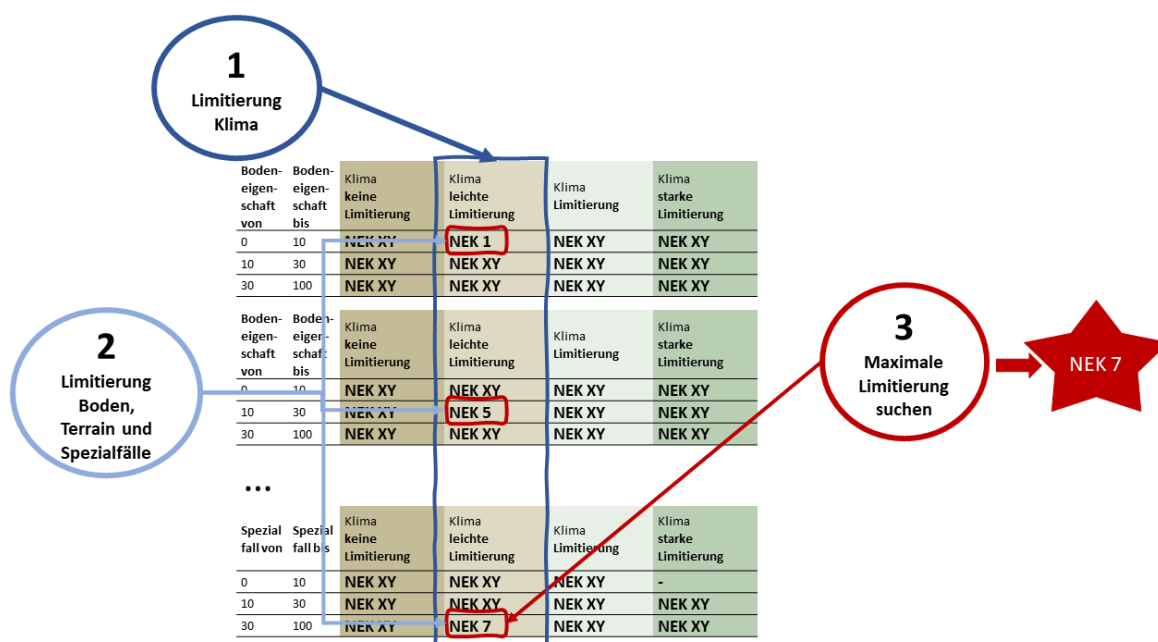 1
Limitierung
Klima
Boden-
eigen-
schaft
von
Boden-
eigen-
schaft
bis
Klima
keine
Limitierung
Klima
leichte
Limitierung
Klima
Limitierung
Klima
starke
Limitierung
0 10 NEK XY NEK 1 NEK XY NEK XY
10 30 NEK XY NEK XY NEK XY NEK XY
30 100 NEK XY NEK XY NEK XY NEK XY
2
Limitierung
Boden,
Terrain und
Spezialfälle
Boden-
eigen-
schaft
von
Boden-
eigen-
schaft
bis
Klima
keine
Limitierung
Klima
leichte
Limitierung
Klima
Limitierung
Klima
starke
Limitierung
0 10 NEK XY NEK XY NEK XY NEK XY
10 30 NEK XY NEK 5 NEK XY NEK XY
30 100 NEK XY NEK XY NEK XY NEK XY
...
Spezial
fall von
Spezial
fall bis
Klima
keine
Limitierung
Klima
leichte
Limitierung
Klima
Limitierung
Klima
starke
Limitierung
0 10 NEK XY NEK XY NEK XY -
10 30 NEK XY NEK XY NEK XY NEK XY
30 100 NEK XY NEK 7 NEK XY NEK XY
3
Maximale
Limitierung
suchen
NEK 7